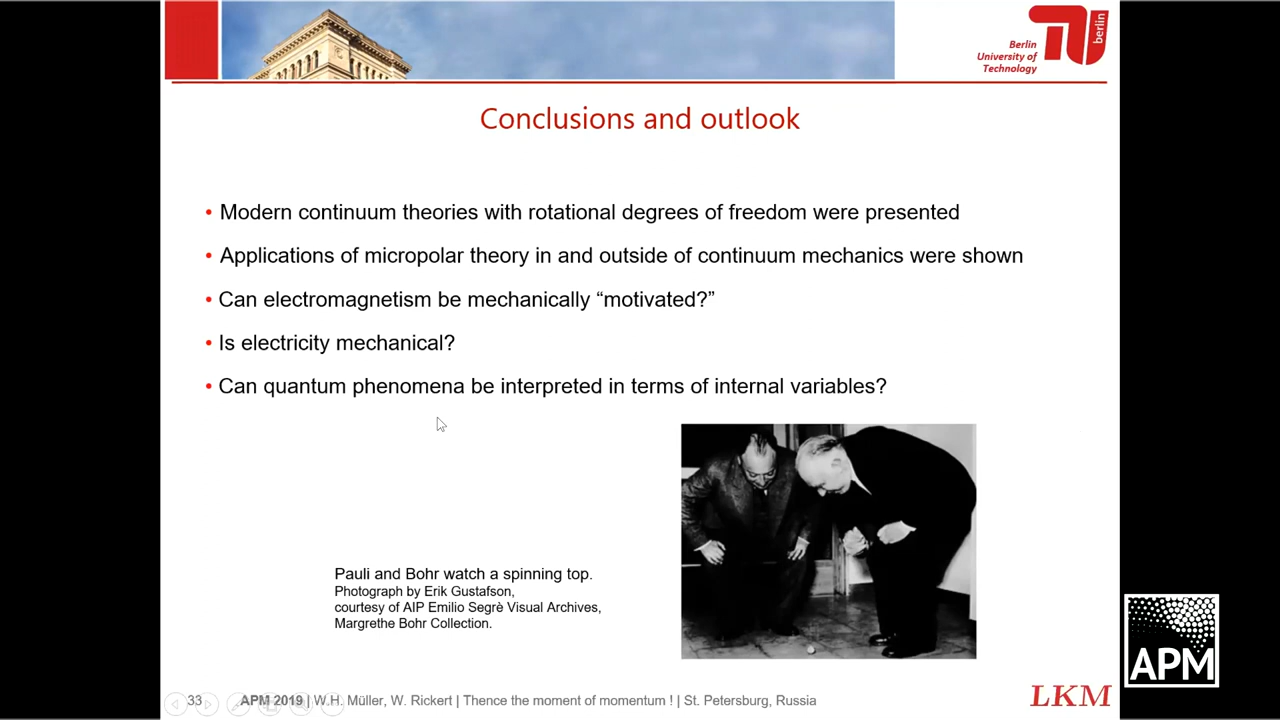 Berlin
University of
Technology
berlin
Conclusions and outlook
• Modern continuum theories with rotational degrees of freedom were presented
• Applications of micropolar theory in and outside of continuum mechanics were shown
• Can electromagnetism be mechanically “motivated?”
• Is electricity mechanical?
• Can quantum phenomena be interpreted in terms of internal variables?
Pauli and Bohr watch a spinning top.
Photograph by Erik Gustafson,
courtesy of AIP Emilio Segrè Visual Archives,
Margrethe Bohr Collection.
33 APM 2019 | W.H. Müller, W. Rickert | Thence the moment of momentum ! | St. Petersburg, Russia
LKM
APM